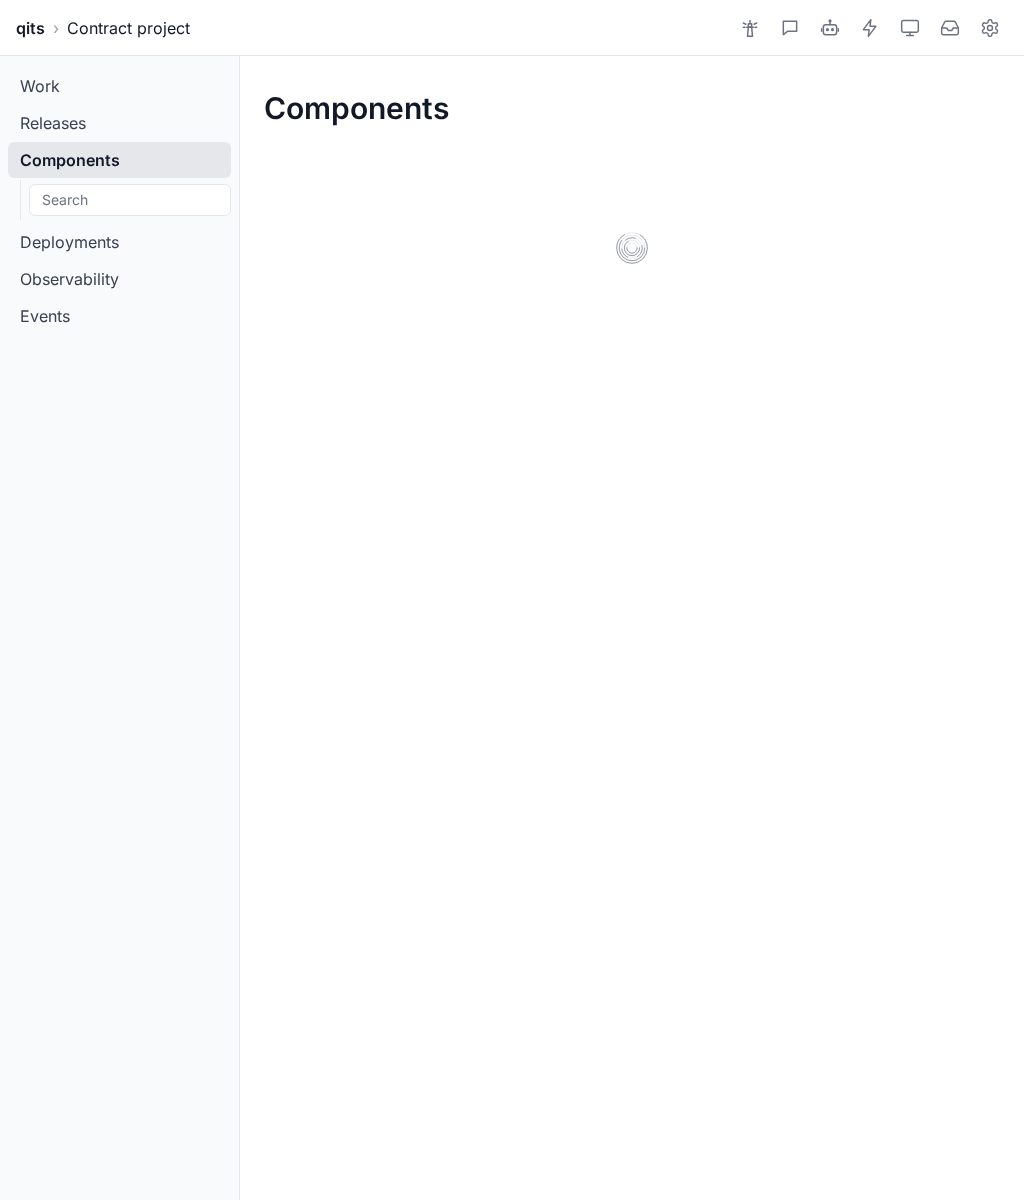 qits › Contract project
Work
Releases
Components
Search
Deployments
Observability
Events
Components